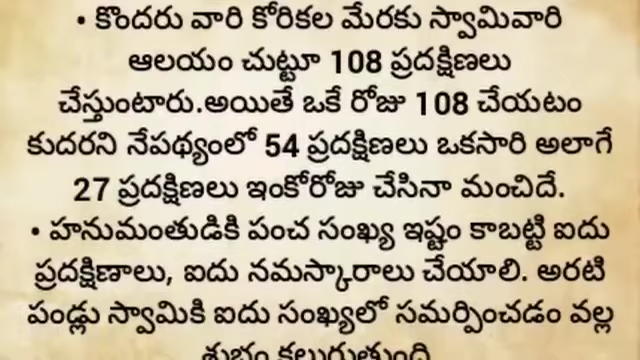 • కొందరు వారి కోరికల మేరకు స్వామివారి
ఆలయం చుట్టూ 108 ప్రదక్షిణలు
చేస్తుంటారు.అయితే ఒకే రోజు 108 చేయటం
కుదరని నేపథ్యంలో 54 ప్రదక్షిణలు ఒకసారి అలాగే
27 ప్రదక్షిణలు ఇంకోరోజు చేసినా మంచిదే.
• హనుమంతుడికి పంచ సంఖ్య ఇష్టం కాబట్టి ఐదు
ప్రదక్షిణాలు, ఐదు నమస్కారాలు చేయాలి. అరటి
పండ్లు స్వామికి ఐదు సంఖ్యలో సమర్పించడం వల్ల
శుభం కలుగుతుంది